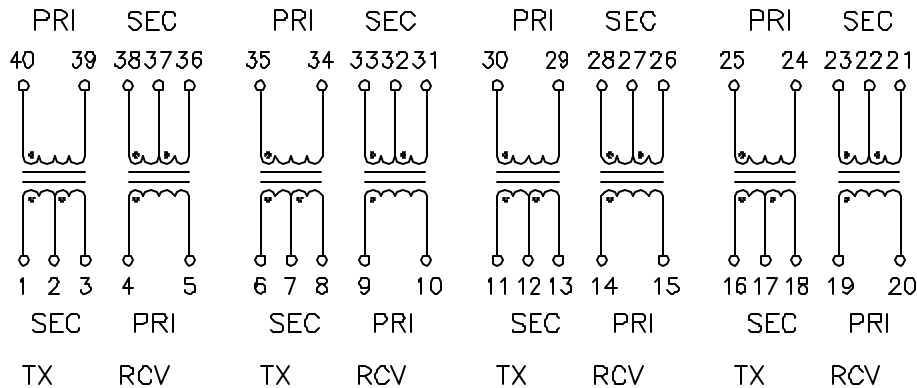 PRI SEC PRI SEC PRI SEC PRI SEC
40 39 38 37 36 35 34 33 32 31 30 29 28 27 26 25 24 23 22 21
1 2 3 4 5 6 7 8 9 10 11 12 13 14 15 16 17 18 19 20
SEC PRI SEC PRI SEC PRI SEC PRI
TX RCV TX RCV TX RCV TX RCV